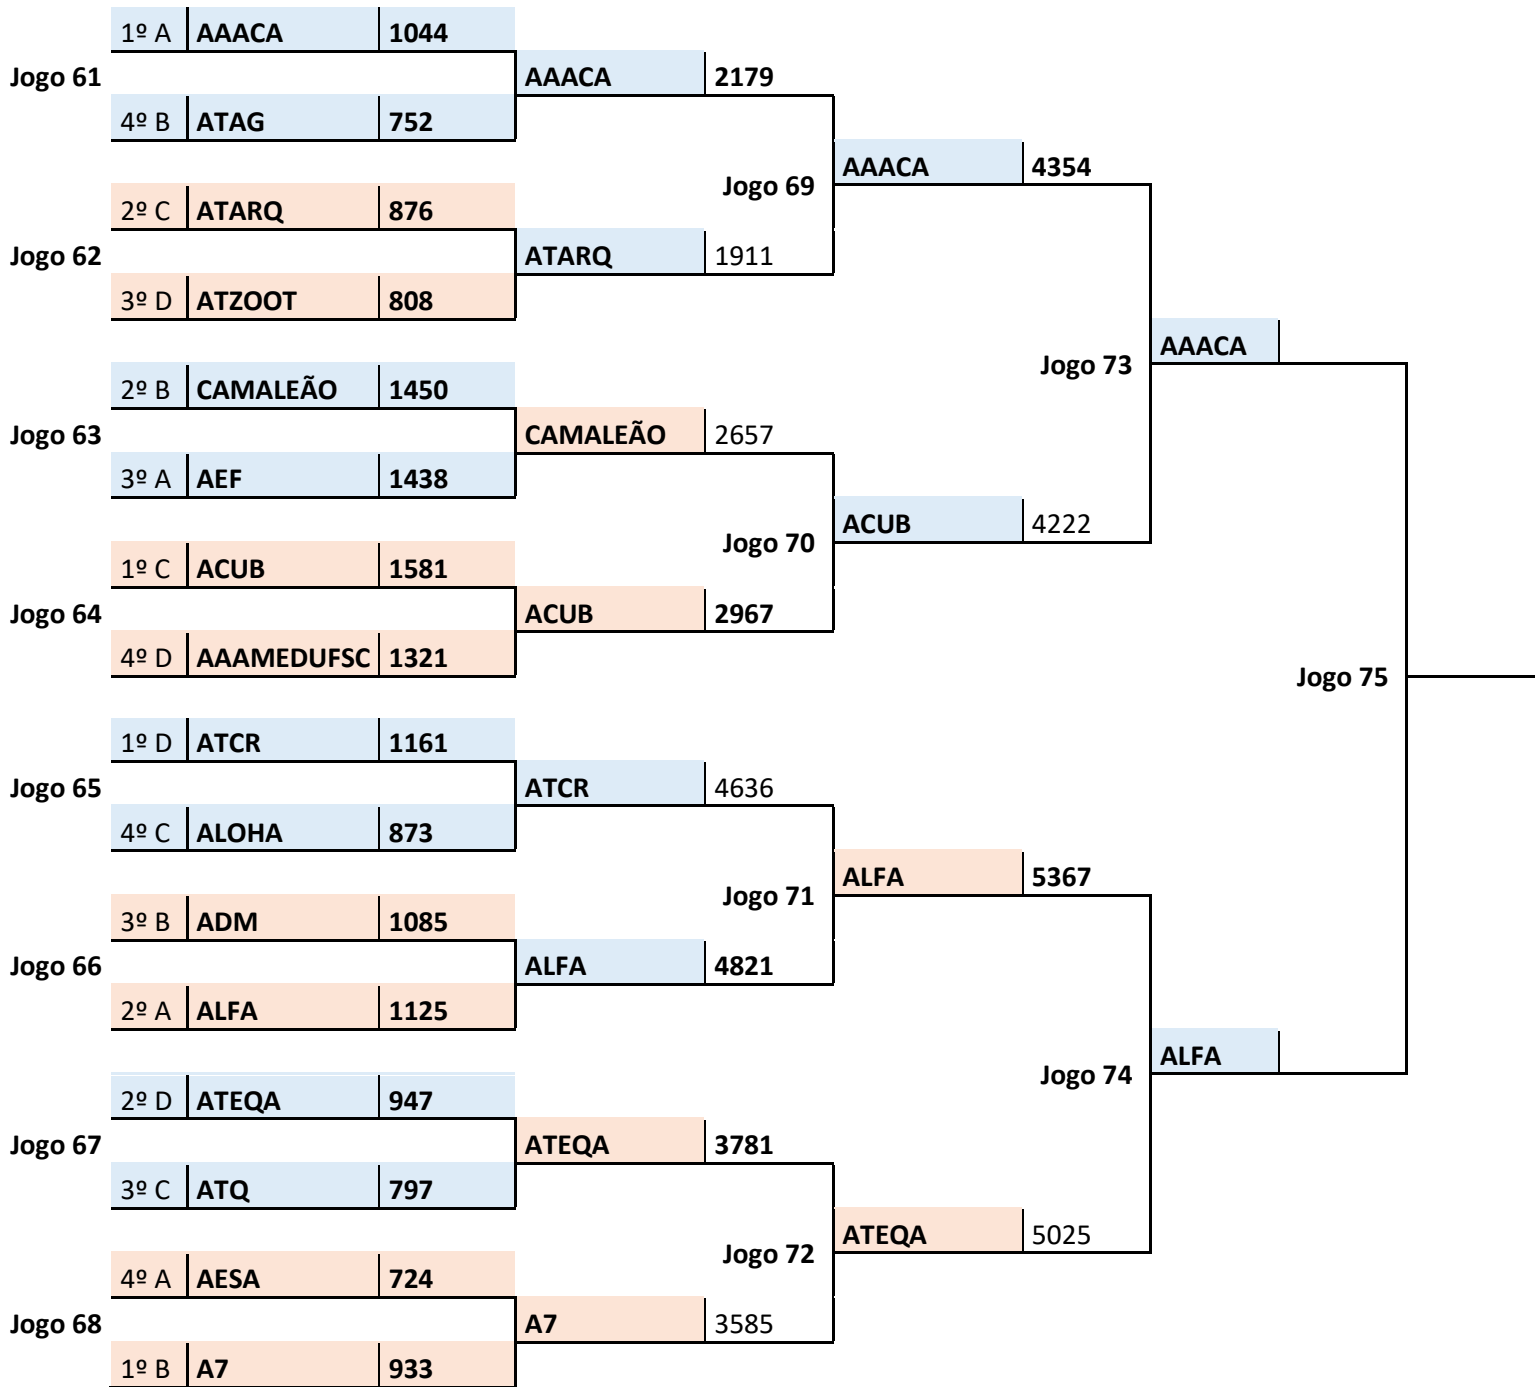 1º A AAACA 1044
Jogo 61 AAACA 2179
4º B ATAG 752
AAACA 4354
Jogo 69
2º C ATARQ 876
Jogo 62 ATARQ 1911
3º D ATZOOT 808
AAACA
Jogo 73
2º B CAMALEÃO 1450
Jogo 63 CAMALEÃO 2657
3º A AEF 1438
ACUB 4222
Jogo 70
1º C ACUB 1581
Jogo 64 ACUB 2967
4º D AAAMEDUFSC 1321
Jogo 75
1º D ATCR 1161
Jogo 65 ATCR 4636
4º C ALOHA 873
ALFA 5367
Jogo 71
3º B ADM 1085
Jogo 66 ALFA 4821
2º A ALFA 1125
ALFA
Jogo 74
2º D ATEQA 947
Jogo 67 ATEQA 3781
3º C ATQ 797
ATEQA 5025
Jogo 72
4º A AESA 724
Jogo 68 A7 3585
1º B A7 933